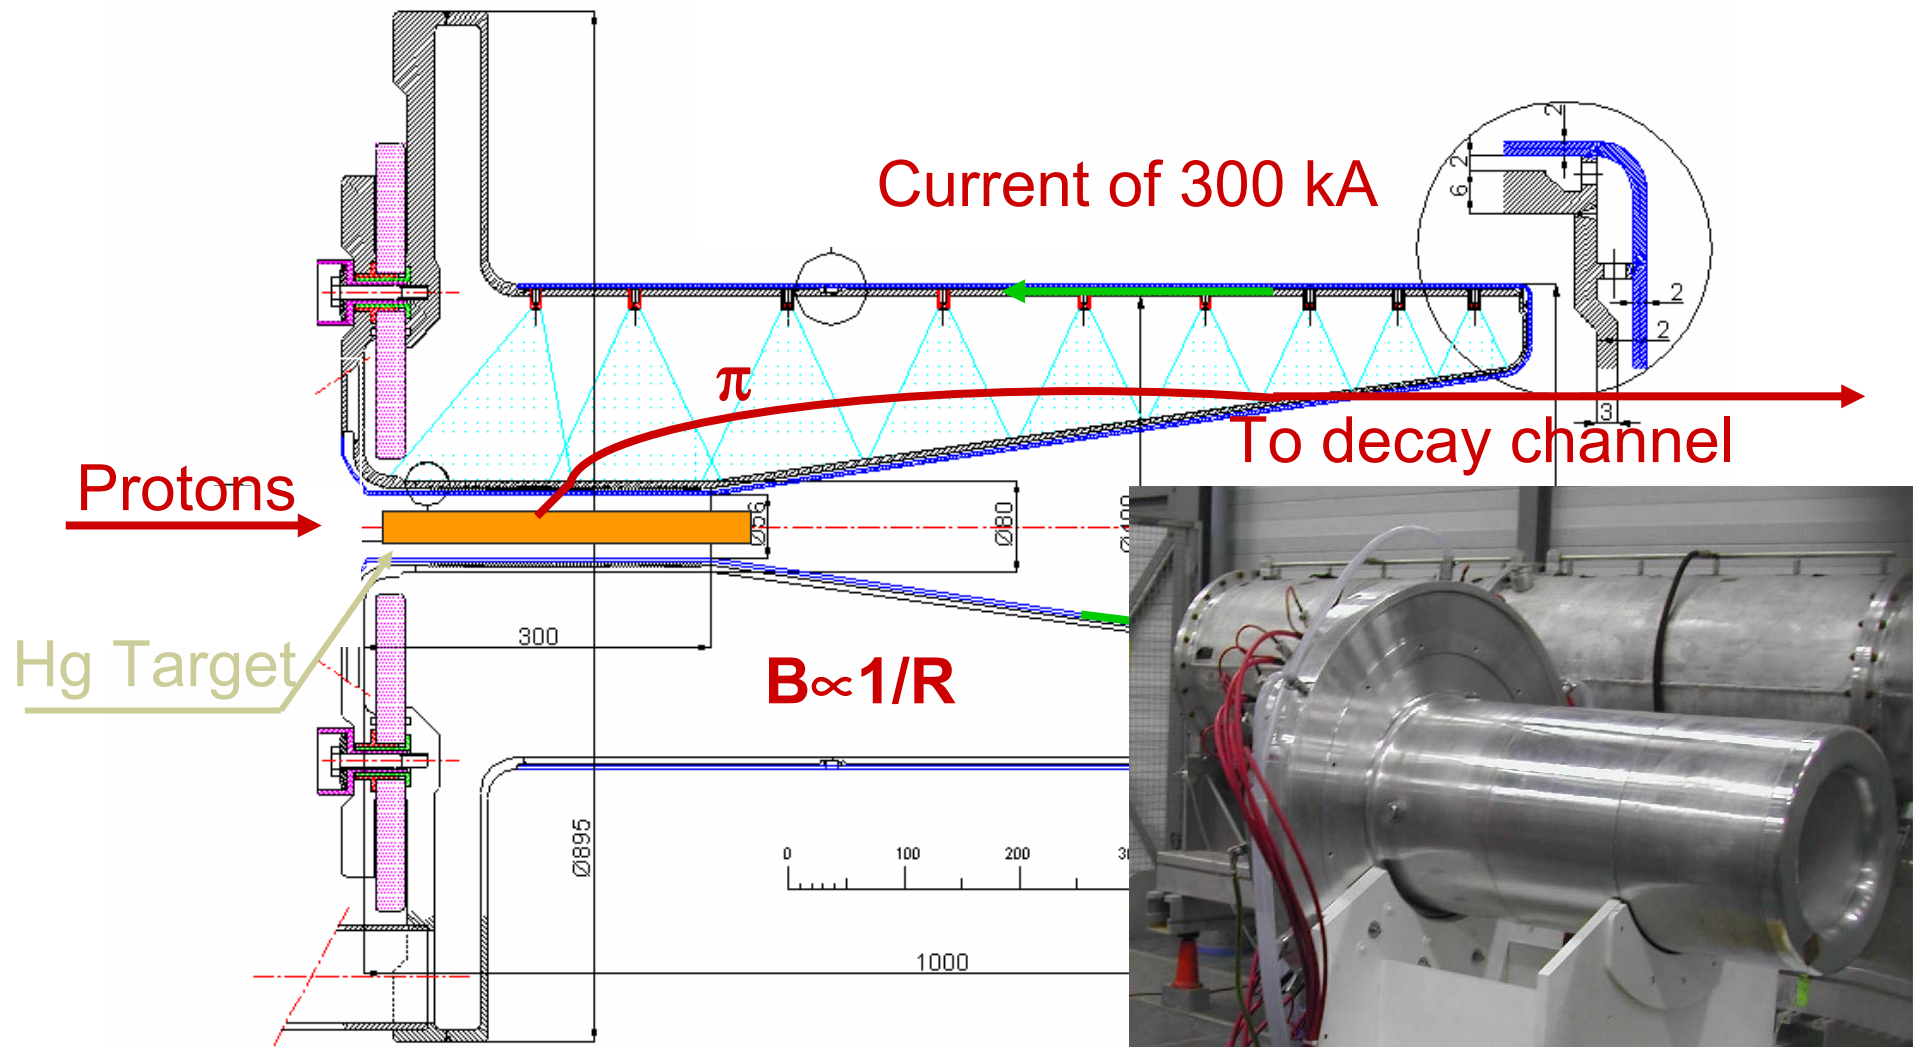 2
2
6
Current of 300 kA
2
2
3
π
To decay channel
Protons
Ø56
Ø80
Hg Target
300
B∝1/R
Ø895
0
100
200
1000